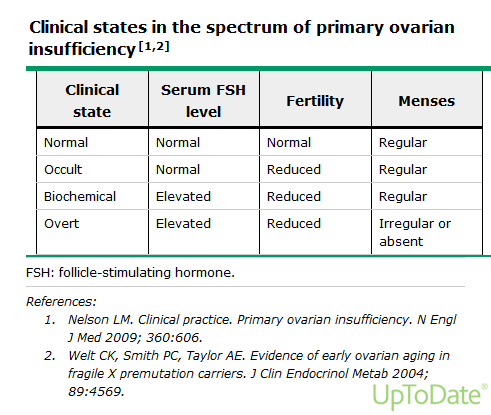 Clinical states in the spectrum of primary ovarian
insufficiency [1,2]
Clinical state Serum FSH level Fertility Menses
Normal Normal Normal Regular
Occult Normal Reduced Regular
Biochemical Elevated Reduced Regular
Overt Elevated Reduced Irregular or absent
FSH: follicle-stimulating hormone.
References:
1. Nelson LM. Clinical practice. Primary ovarian insufficiency. N Engl
J Med 2009; 360:606.
2. Welt CK, Smith PC, Taylor AE. Evidence of early ovarian aging in
fragile X premutation carriers. J Clin Endocrinol Metab 2004;
89:4569.
UpToDate®